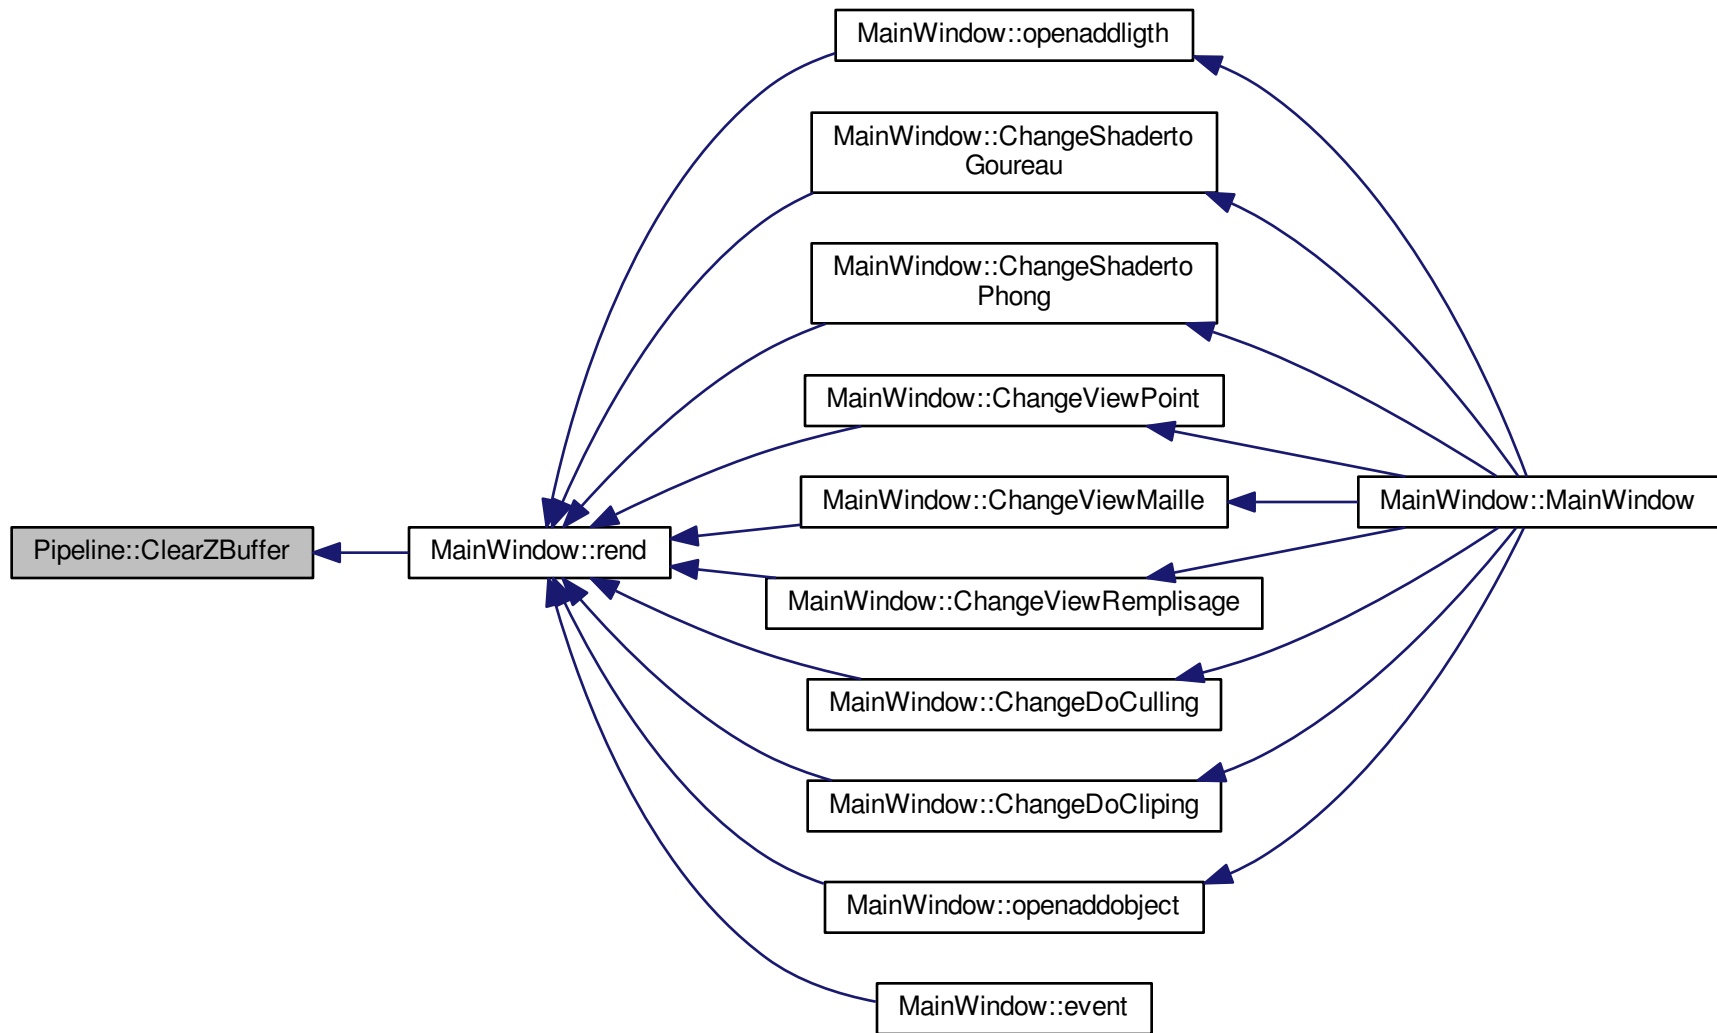 MainWindow::openaddligth
MainWindow::ChangeShaderto
Goureau
MainWindow::ChangeShaderto
Phong
MainWindow::ChangeViewPoint
MainWindow::ChangeViewMaille
MainWindow::MainWindow
Pipeline::ClearZBuffer
MainWindow::rend
MainWindow::ChangeViewRemplisage
MainWindow::ChangeDoCulling
MainWindow::ChangeDoCliping
MainWindow::openaddobject
MainWindow::event